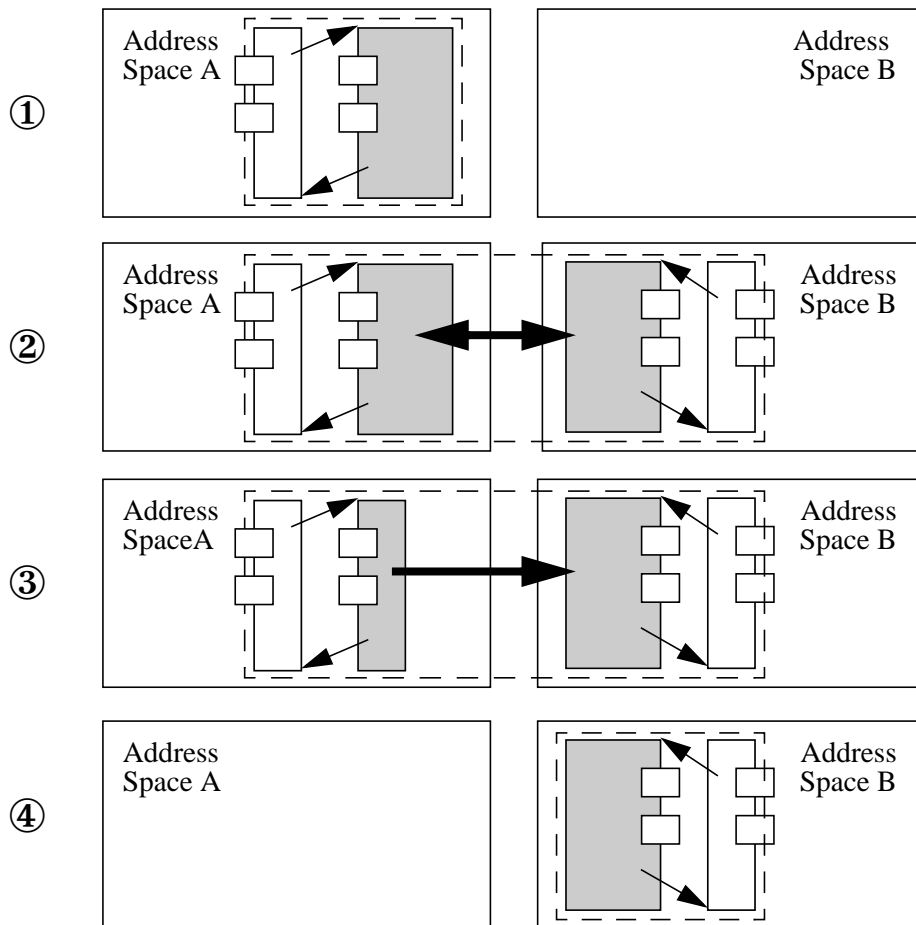 Address
Space A
Address
Space B
①
Address
Space A
Address
Space B
②
Address
SpaceA
Address
Space B
③
Address
Space A
Address
Space B
④